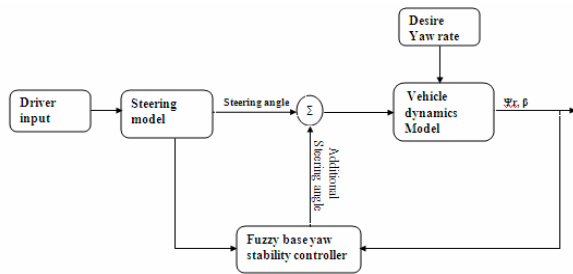 Desire
Yaw rate
Driver
input
Steering
model
Steering angle
Σ
Vehicle
dynamics
Model
Ψr, β
Additional
Steering angle
Fuzzy base yaw
stability controller